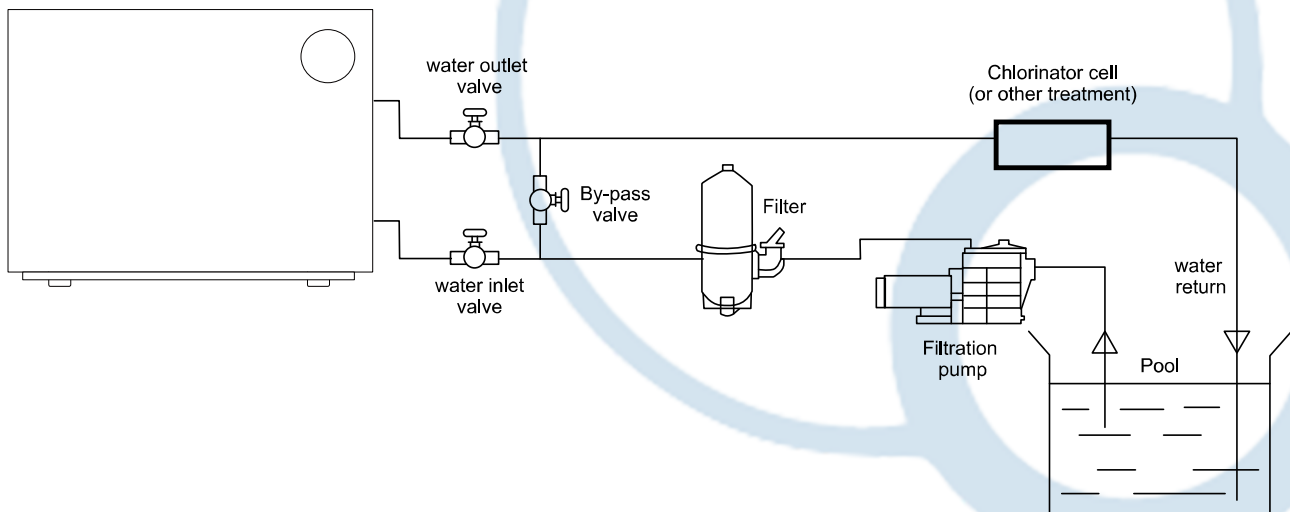 water outlet
valve
Chlorinator cell
(or other treatment)
By-pass
valve
Filter
water inlet
valve
water
return
Filtration
pump
Pool